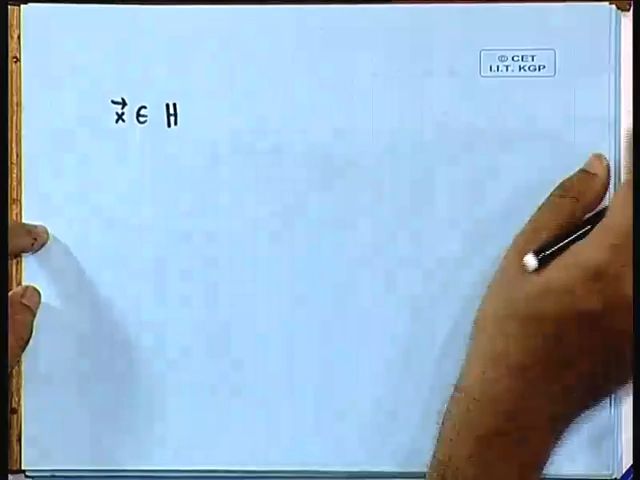 © CET
I.I.T. KGP
x⃗ ∈ H